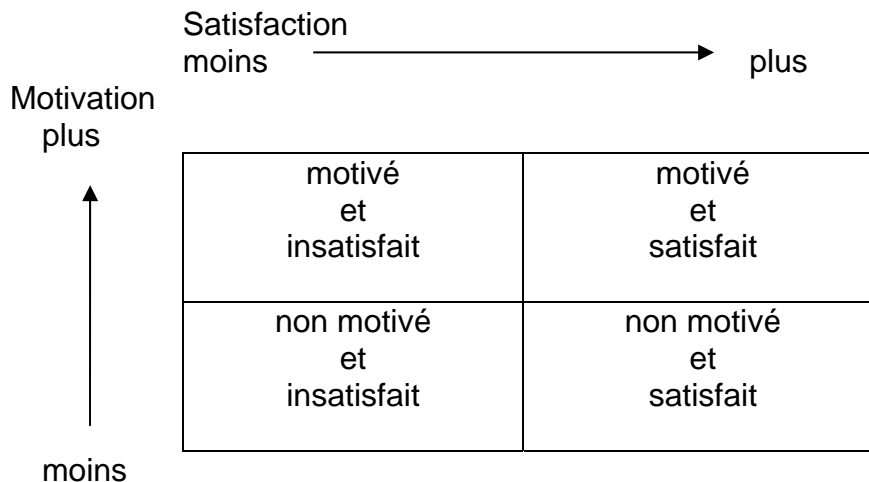 Satisfaction
moins plus
Motivation
plus
motivé motivé
et et
insatisfait satisfait
non motivé non motivé
et et
insatisfait satisfait
moins